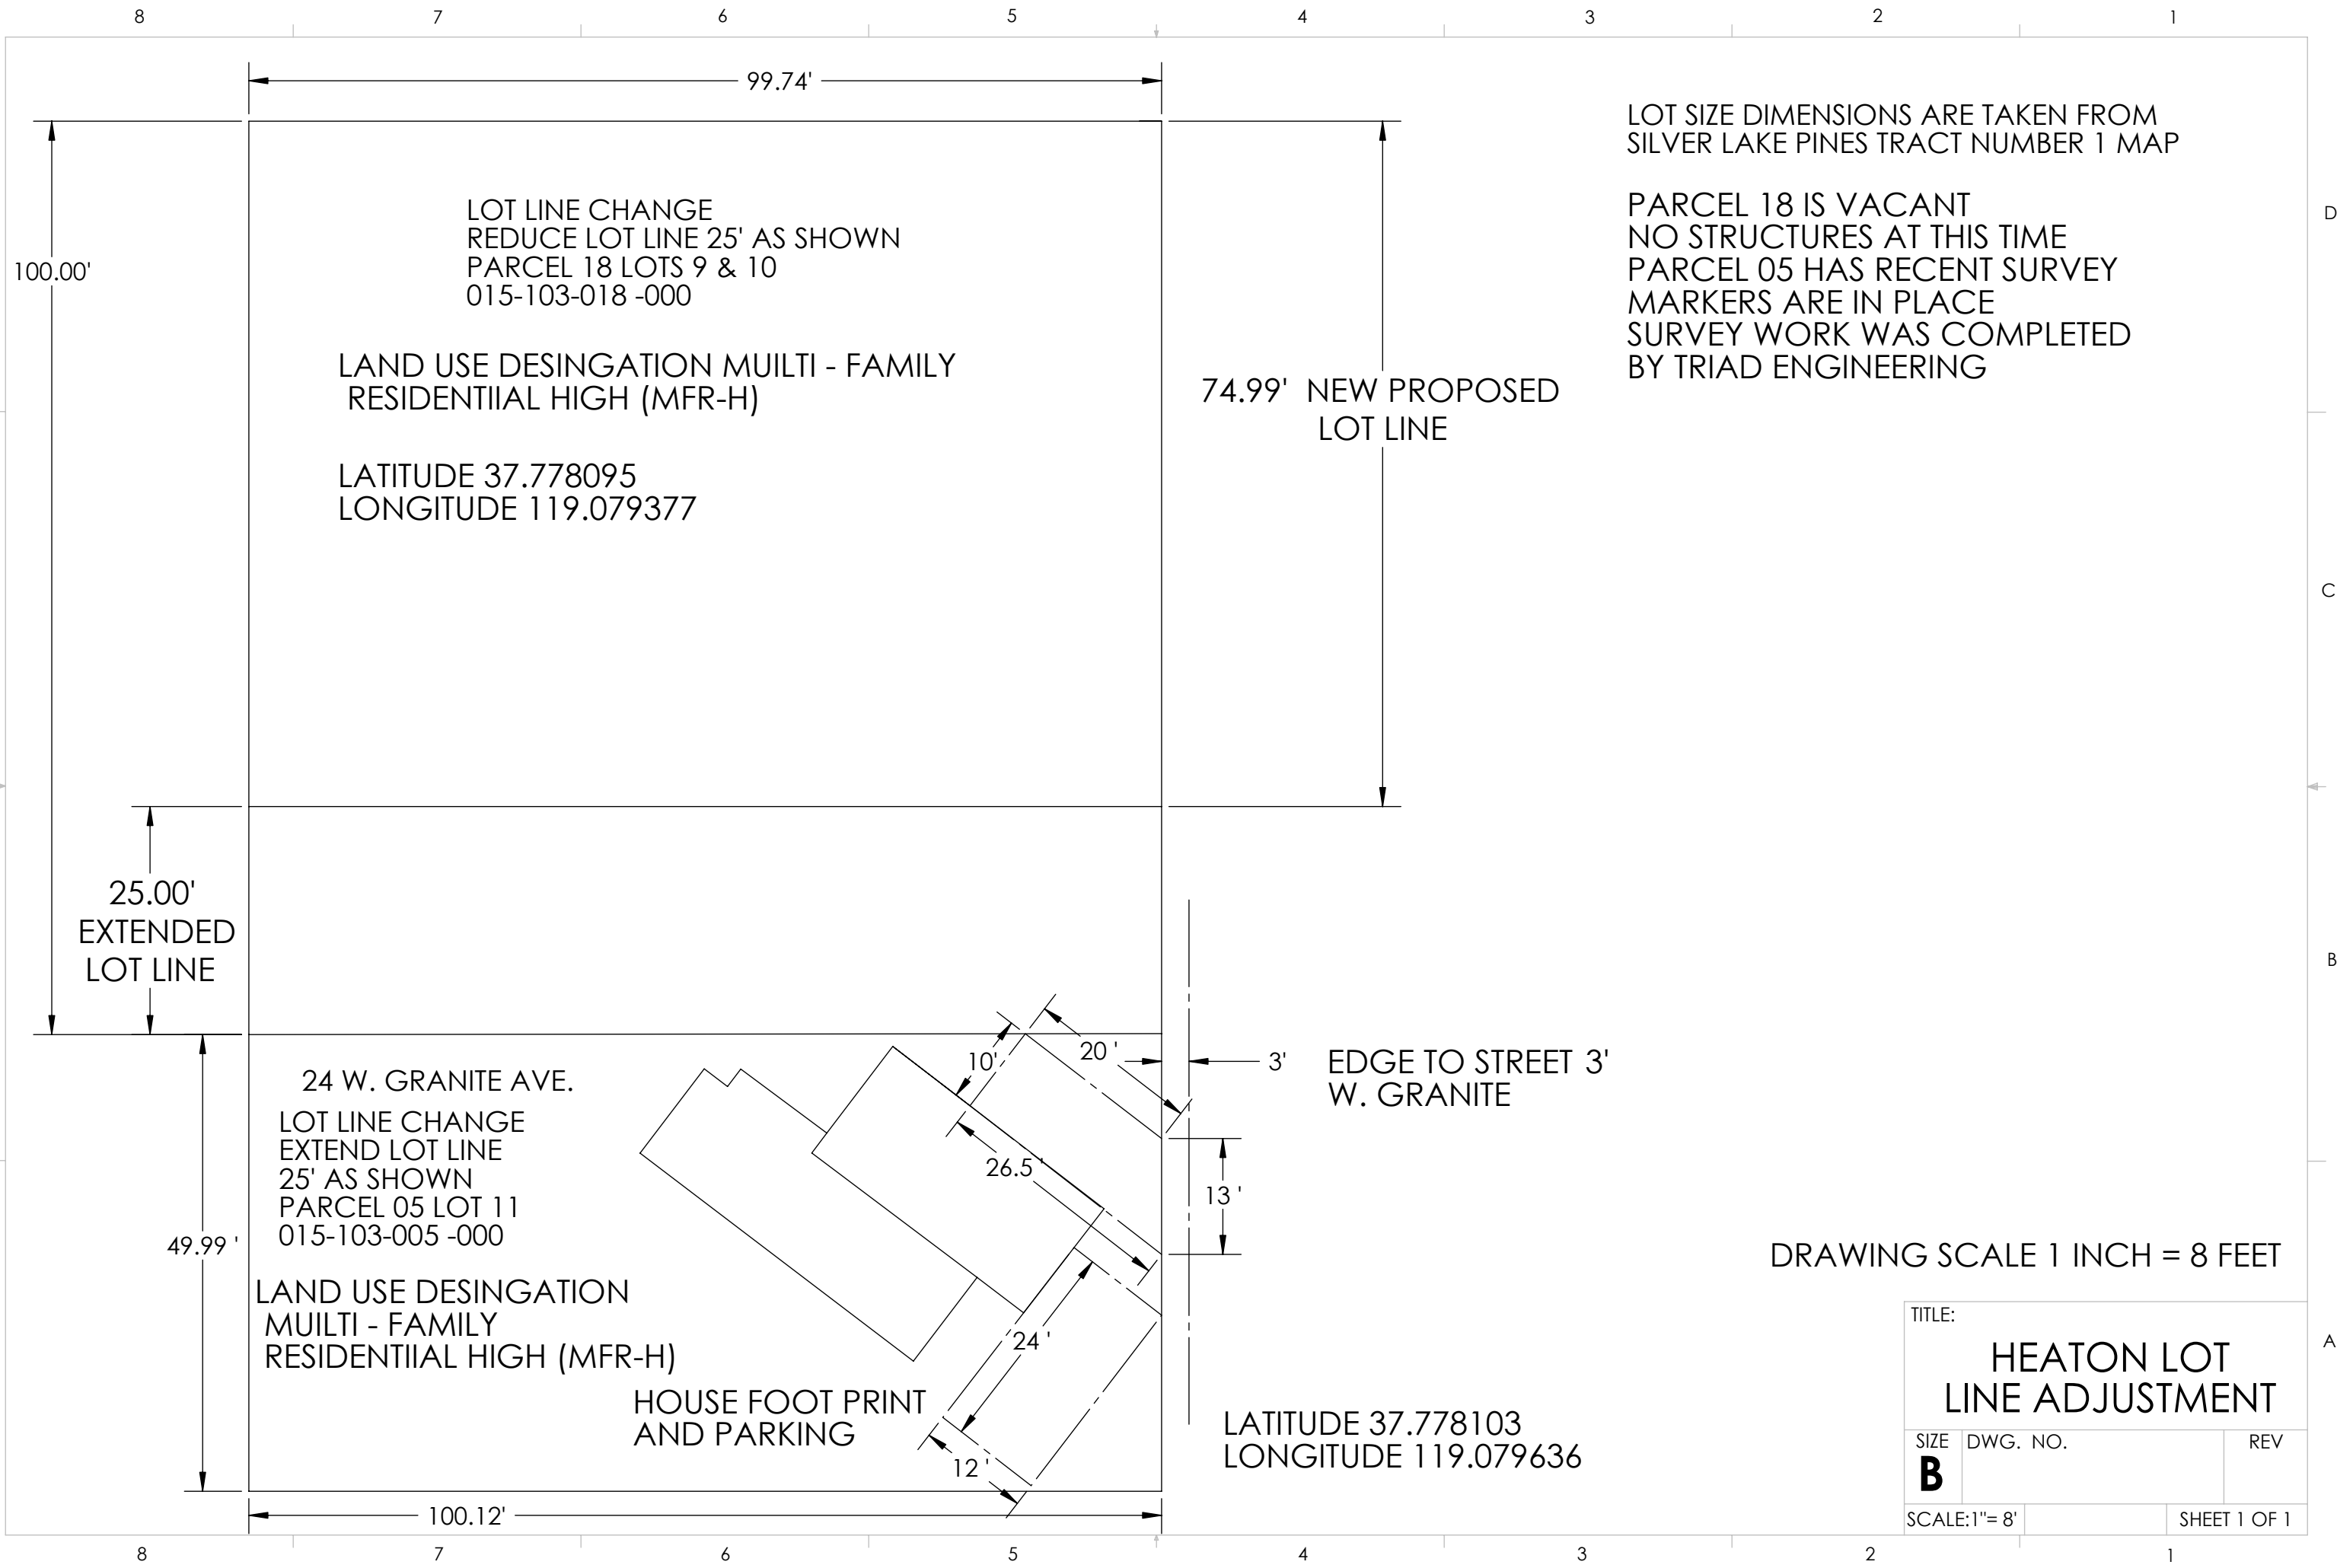 8 7 6 5 4 3 2 1
99.74'
100.00'
LOT LINE CHANGE
REDUCE LOT LINE 25' AS SHOWN
PARCEL 18 LOTS 9 & 10
015-103-018 -000
LAND USE DESINGATION MUILTI - FAMILY
RESIDENTIIAL HIGH (MFR-H)
LATITUDE 37.778095
LONGITUDE 119.079377
74.99' NEW PROPOSED
LOT LINE
LOT SIZE DIMENSIONS ARE TAKEN FROM
SILVER LAKE PINES TRACT NUMBER 1 MAP
PARCEL 18 IS VACANT
NO STRUCTURES AT THIS TIME
PARCEL 05 HAS RECENT SURVEY
MARKERS ARE IN PLACE
SURVEY WORK WAS COMPLETED
BY TRIAD ENGINEERING
D
C
B
A
25.00'
EXTENDED
LOT LINE
49.99 '
24 W. GRANITE AVE.
LOT LINE CHANGE
EXTEND LOT LINE
25' AS SHOWN
PARCEL 05 LOT 11
015-103-005 -000
LAND USE DESINGATION
MUILTI - FAMILY
RESIDENTIIAL HIGH (MFR-H)
HOUSE FOOT PRINT
AND PARKING
10'
20 '
26.5 '
24 '
12 '
3'
13 '
EDGE TO STREET 3'
W. GRANITE
LATITUDE 37.778103
LONGITUDE 119.079636
100.12'
DRAWING SCALE 1 INCH = 8 FEET
TITLE:
HEATON LOT
LINE ADJUSTMENT
SIZE DWG. NO. REV
B
SCALE:1"= 8' SHEET 1 OF 1
8 7 6 5 4 3 2 1